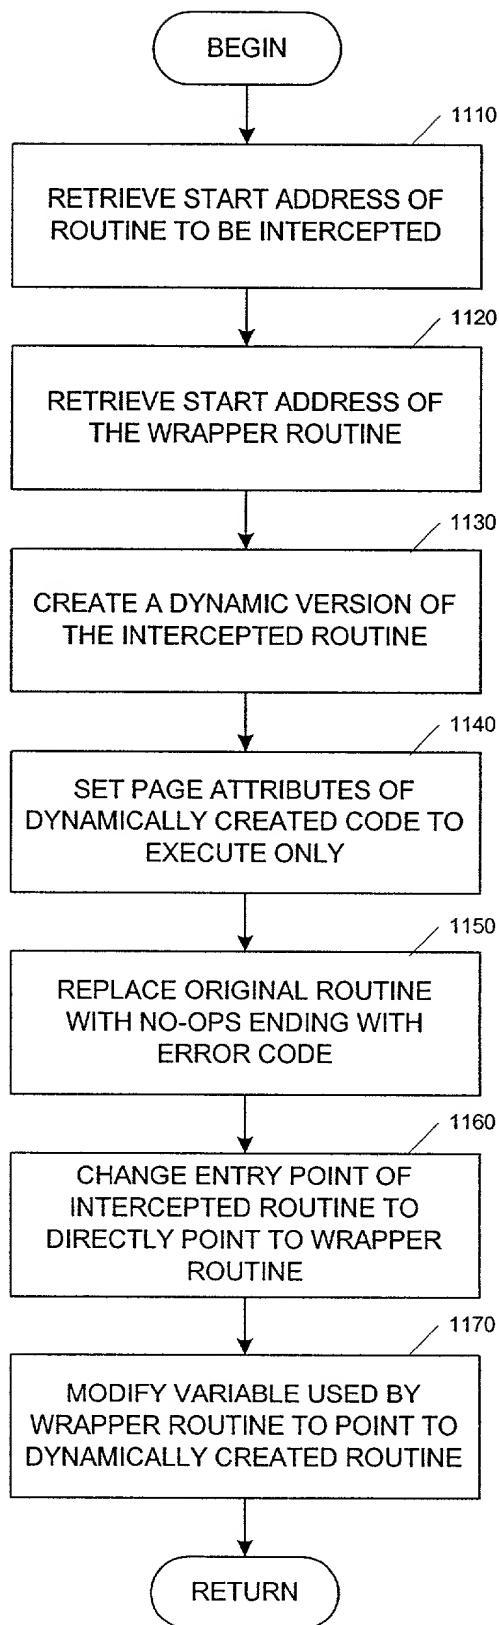 BEGIN
1110
RETRIEVE START ADDRESS OF
ROUTINE TO BE INTERCEPTED
1120
RETRIEVE START ADDRESS OF
THE WRAPPER ROUTINE
1130
CREATE A DYNAMIC VERSION OF
THE INTERCEPTED ROUTINE
1140
SET PAGE ATTRIBUTES OF
DYNAMICALLY CREATED CODE TO
EXECUTE ONLY
1150
REPLACE ORIGINAL ROUTINE
WITH NO-OPS ENDING WITH
ERROR CODE
1160
CHANGE ENTRY POINT OF
INTERCEPTED ROUTINE TO
DIRECTLY POINT TO WRAPPER
ROUTINE
1170
MODIFY VARIABLE USED BY
WRAPPER ROUTINE TO POINT TO
DYNAMICALLY CREATED ROUTINE
RETURN